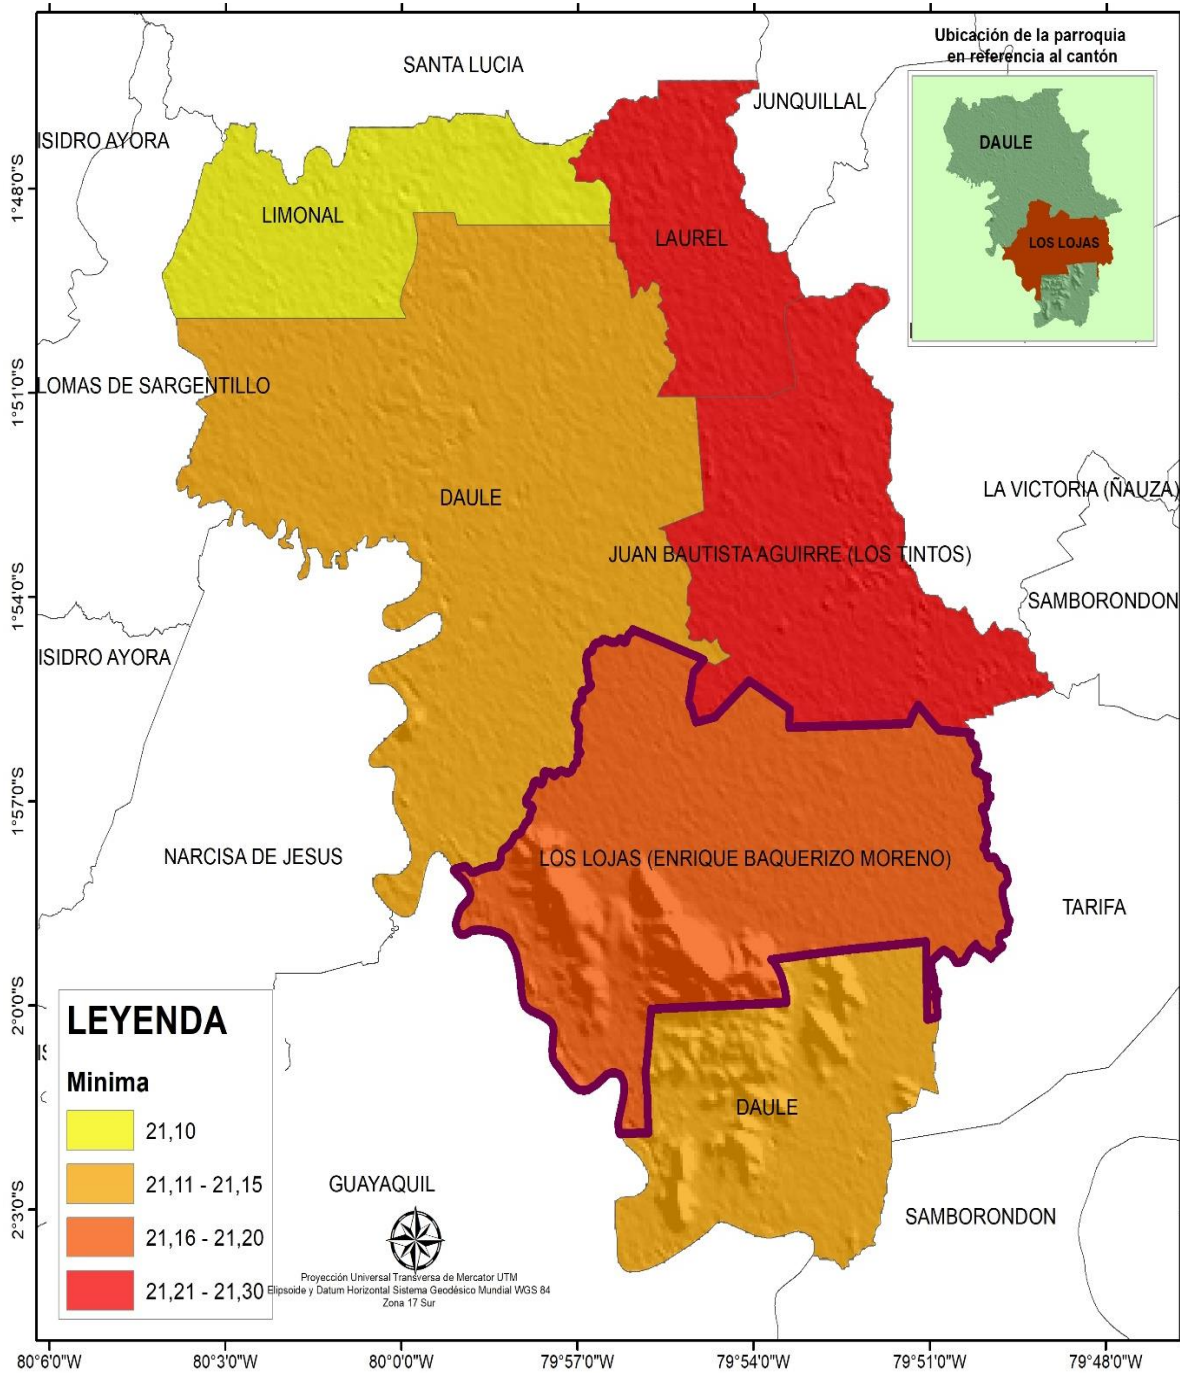 Ubicación de la parroquia
en referencia al cantón
DAULE
LOS LOJAS
SANTA LUCIA
JUNQUILLAL
ISIDRO AYORA
LIMONAL
LAUREL
LOMAS DE SARGENTILLO
DAULE
LA VICTORIA (ÑAUZA)
JUAN BAUTISTA AGUIRRE (LOS TINTOS)
SAMBORONDON
ISIDRO AYORA
NARCISA DE JESUS
LOS LOJAS (ENRIQUE BAQUERIZO MORENO)
TARIFA
DAULE
GUAYAQUIL
SAMBORONDON
LEYENDA
Minima
21,10
21,11 - 21,15
21,16 - 21,20
21,21 - 21,30
Proyección Universal Transversa de Mercator UTM
Elipsoide y Datum Horizontal Sistema Geodésico Mundial WGS 84
Zona 17 Sur
1°48'0"S
1°51'0"S
1°54'0"S
1°57'0"S
2°0'0"S
2°3'0"S
80°6'0"W
80°3'0"W
80°0'0"W
79°57'0"W
79°54'0"W
79°51'0"W
79°48'0"W